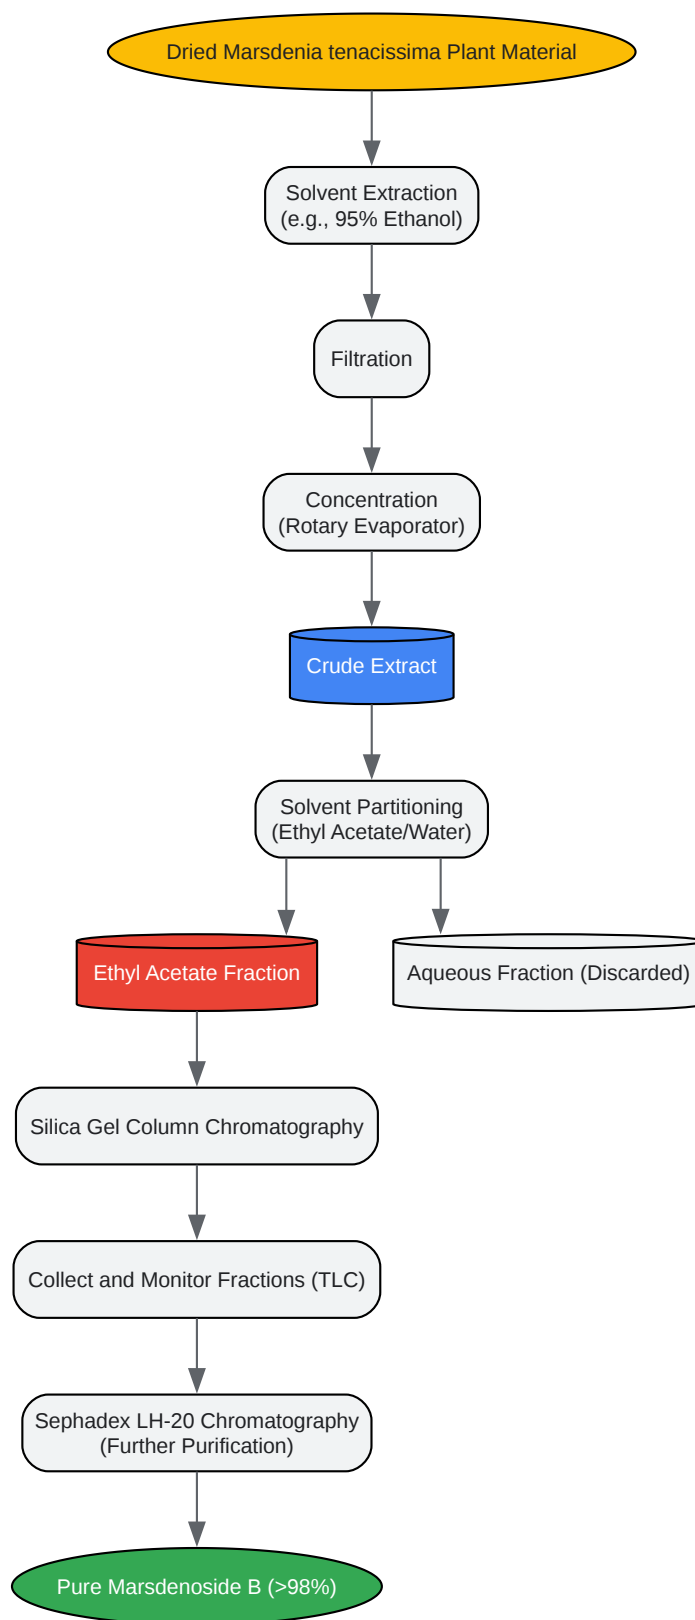 Dried Marsdenia tenacissima Plant Material
Solvent Extraction
(e.g., 95% Ethanol)
Filtration
Concentration
(Rotary Evaporator)
Crude Extract
Solvent Partitioning
(Ethyl Acetate/Water)
Ethyl Acetate Fraction
Aqueous Fraction (Discarded)
Silica Gel Column Chromatography
Collect and Monitor Fractions (TLC)
Sephadex LH-20 Chromatography
(Further Purification)
Pure Marsdenoside B (>98%)